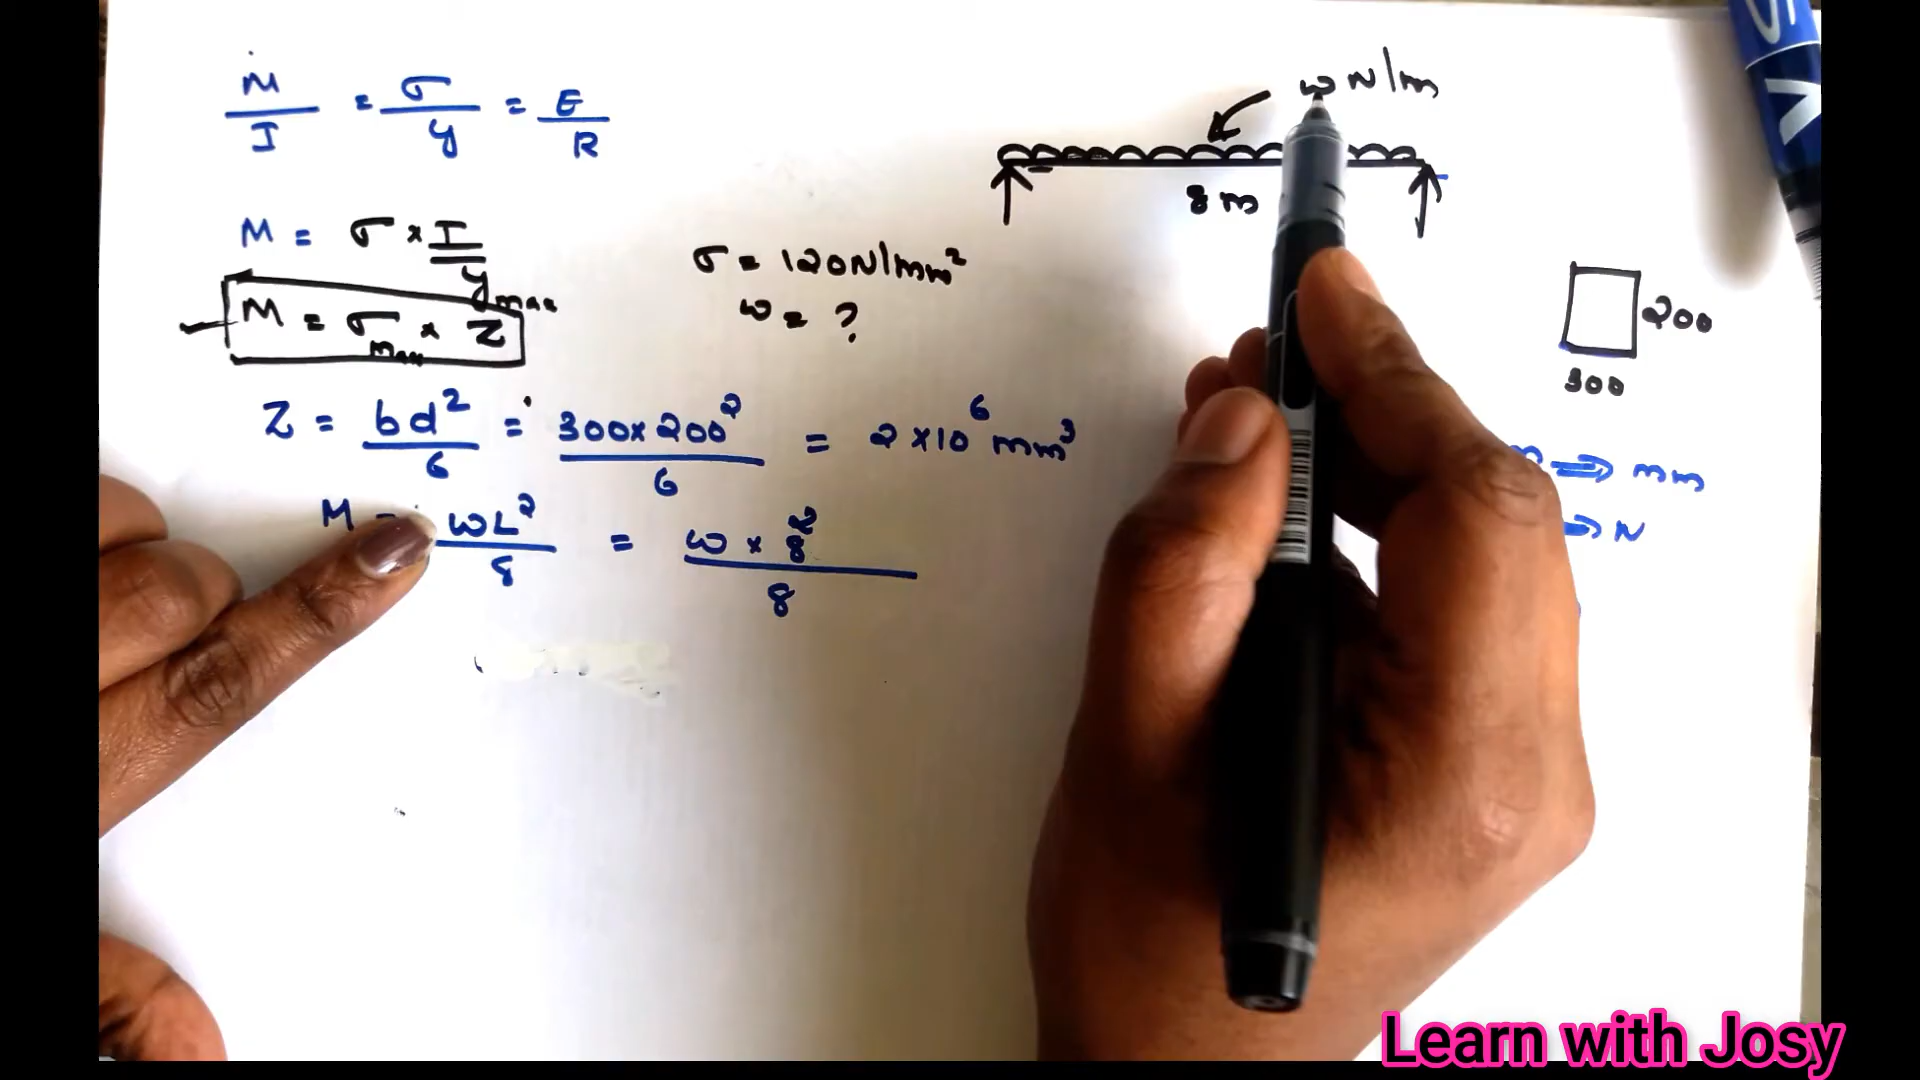 M/I = σ/y = E/R
w N/m
8 m
M = σ × I/y max
σ = 120 N/mm²
M = σ max × Z
w = ?
200
300
Z = bd²/6 = 300×200²/6 = 2×10⁶ mm³
m ⇒ mm
⇒ N
M = wL²/8 = w × 8²/8
Learn with Josy